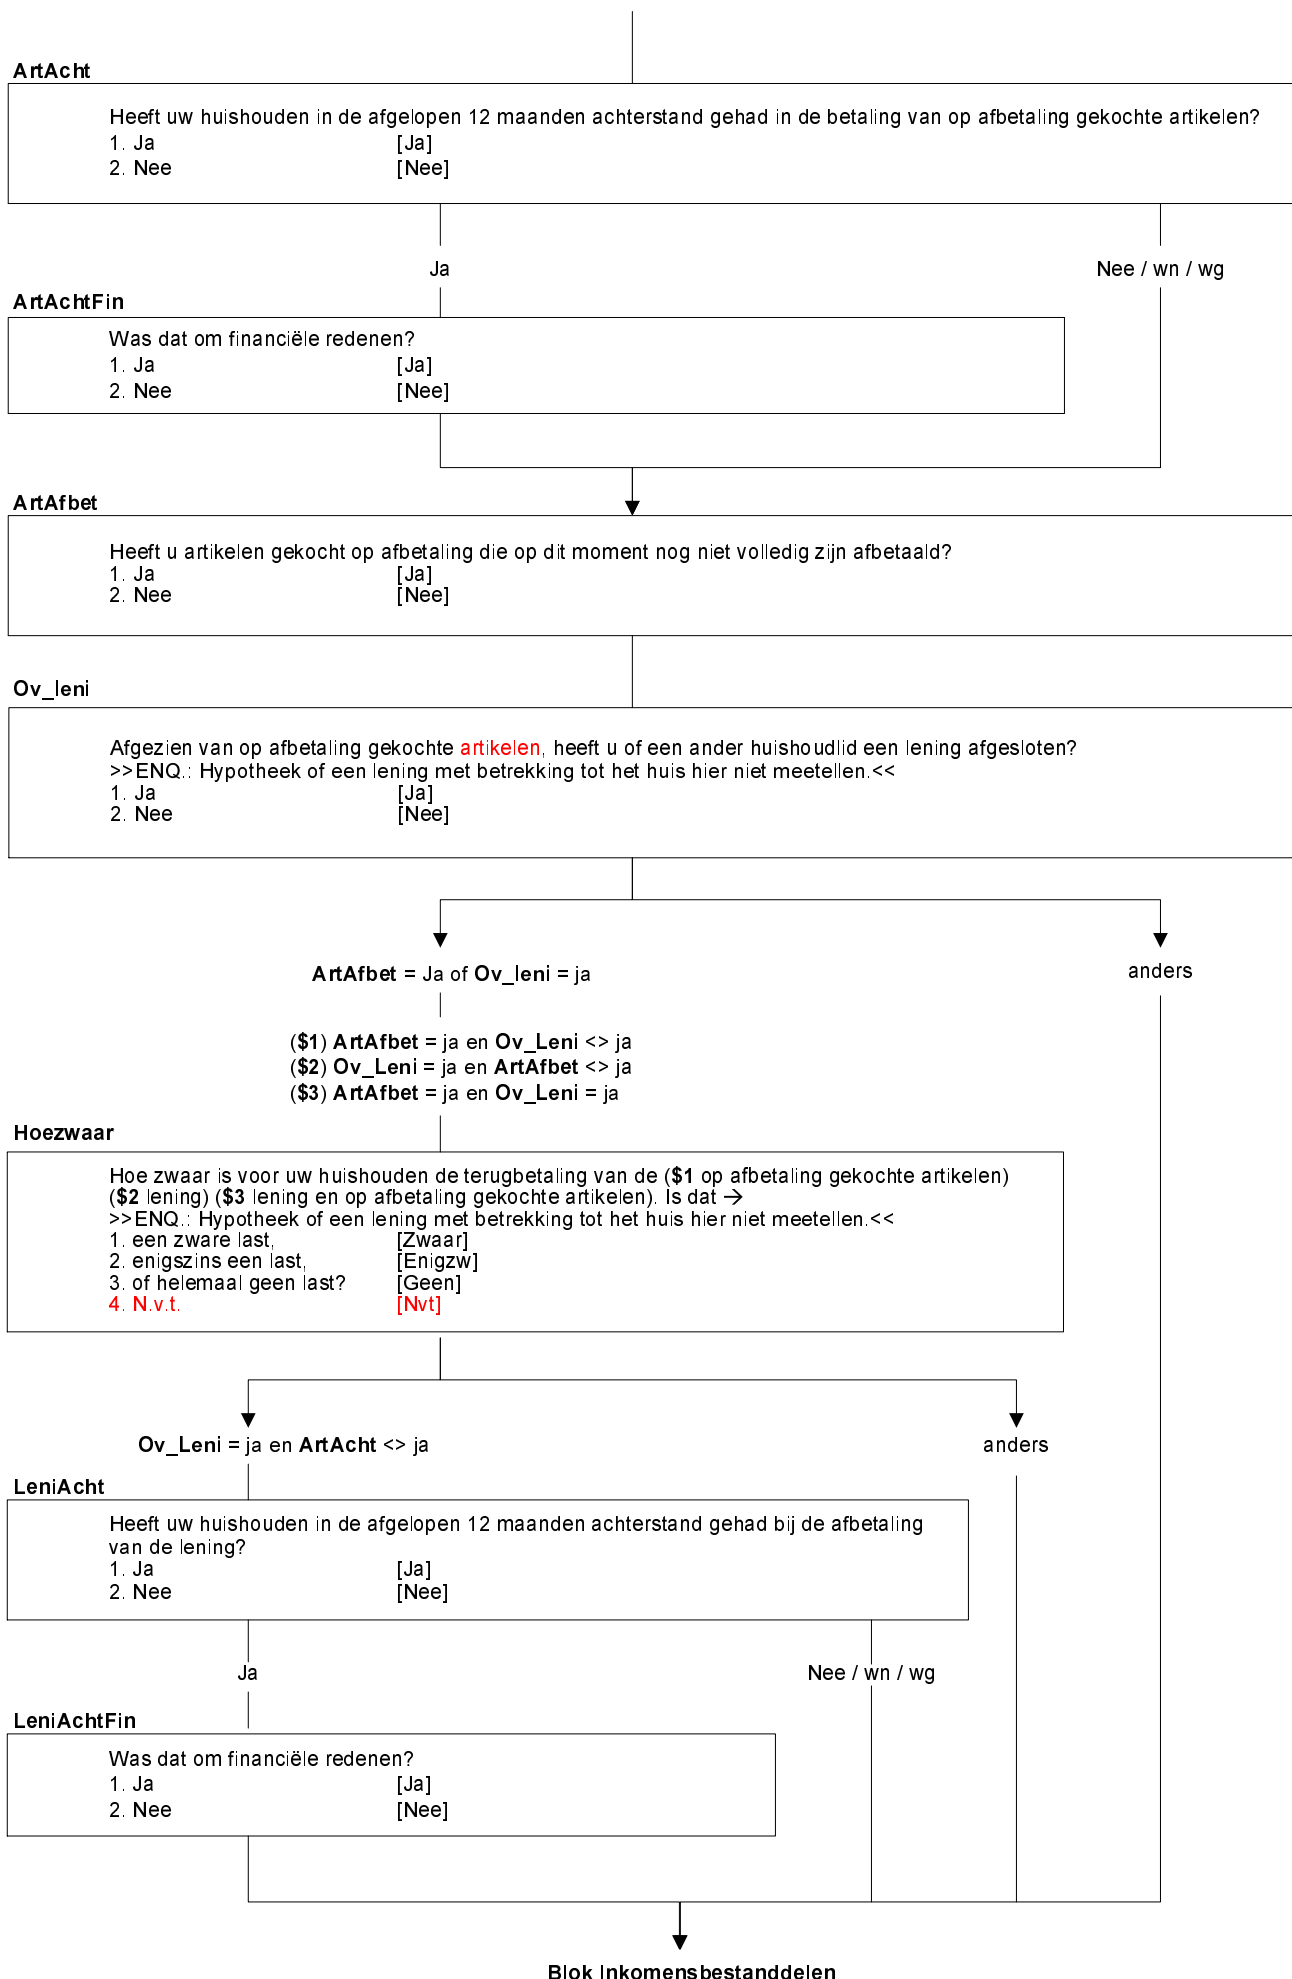 ArtAcht
Heeft uw huishouden in de afgelopen 12 maanden achterstand gehad in de betaling van op afbetaling gekochte artikelen?
1. Ja [Ja]
2. Nee [Nee]
Ja Nee / wn / wg
ArtAchtFin
Was dat om financiële redenen?
1. Ja [Ja]
2. Nee [Nee]
ArtAfbet
Heeft u artikelen gekocht op afbetaling die op dit moment nog niet volledig zijn afbetaald?
1. Ja [Ja]
2. Nee [Nee]
Ov_leni
Afgezien van op afbetaling gekochte artikelen, heeft u of een ander huishoudlid een lening afgesloten?
>>ENQ.: Hypotheek of een lening met betrekking tot het huis hier niet meetellen.<<
1. Ja [Ja]
2. Nee [Nee]
ArtAfbet = Ja of Ov_leni = ja anders
($1) ArtAfbet = ja en Ov_Leni <> ja
($2) Ov_Leni = ja en ArtAfbet <> ja
($3) ArtAfbet = ja en Ov_Leni = ja
Hoezwaar
Hoe zwaar is voor uw huishouden de terugbetaling van de ($1 op afbetaling gekochte artikelen)
($2 lening) ($3 lening en op afbetaling gekochte artikelen). Is dat →
>>ENQ.: Hypotheek of een lening met betrekking tot het huis hier niet meetellen.<<
1. een zware last, [Zwaar]
2. enigszins een last, [Enigzw]
3. of helemaal geen last? [Geen]
4. N.v.t. [Nvt]
Ov_Leni = ja en ArtAcht <> ja anders
LeniAcht
Heeft uw huishouden in de afgelopen 12 maanden achterstand gehad bij de afbetaling
van de lening?
1. Ja [Ja]
2. Nee [Nee]
Ja Nee / wn / wg
LeniAchtFin
Was dat om financiële redenen?
1. Ja [Ja]
2. Nee [Nee]
Blok Inkomensbestanddelen